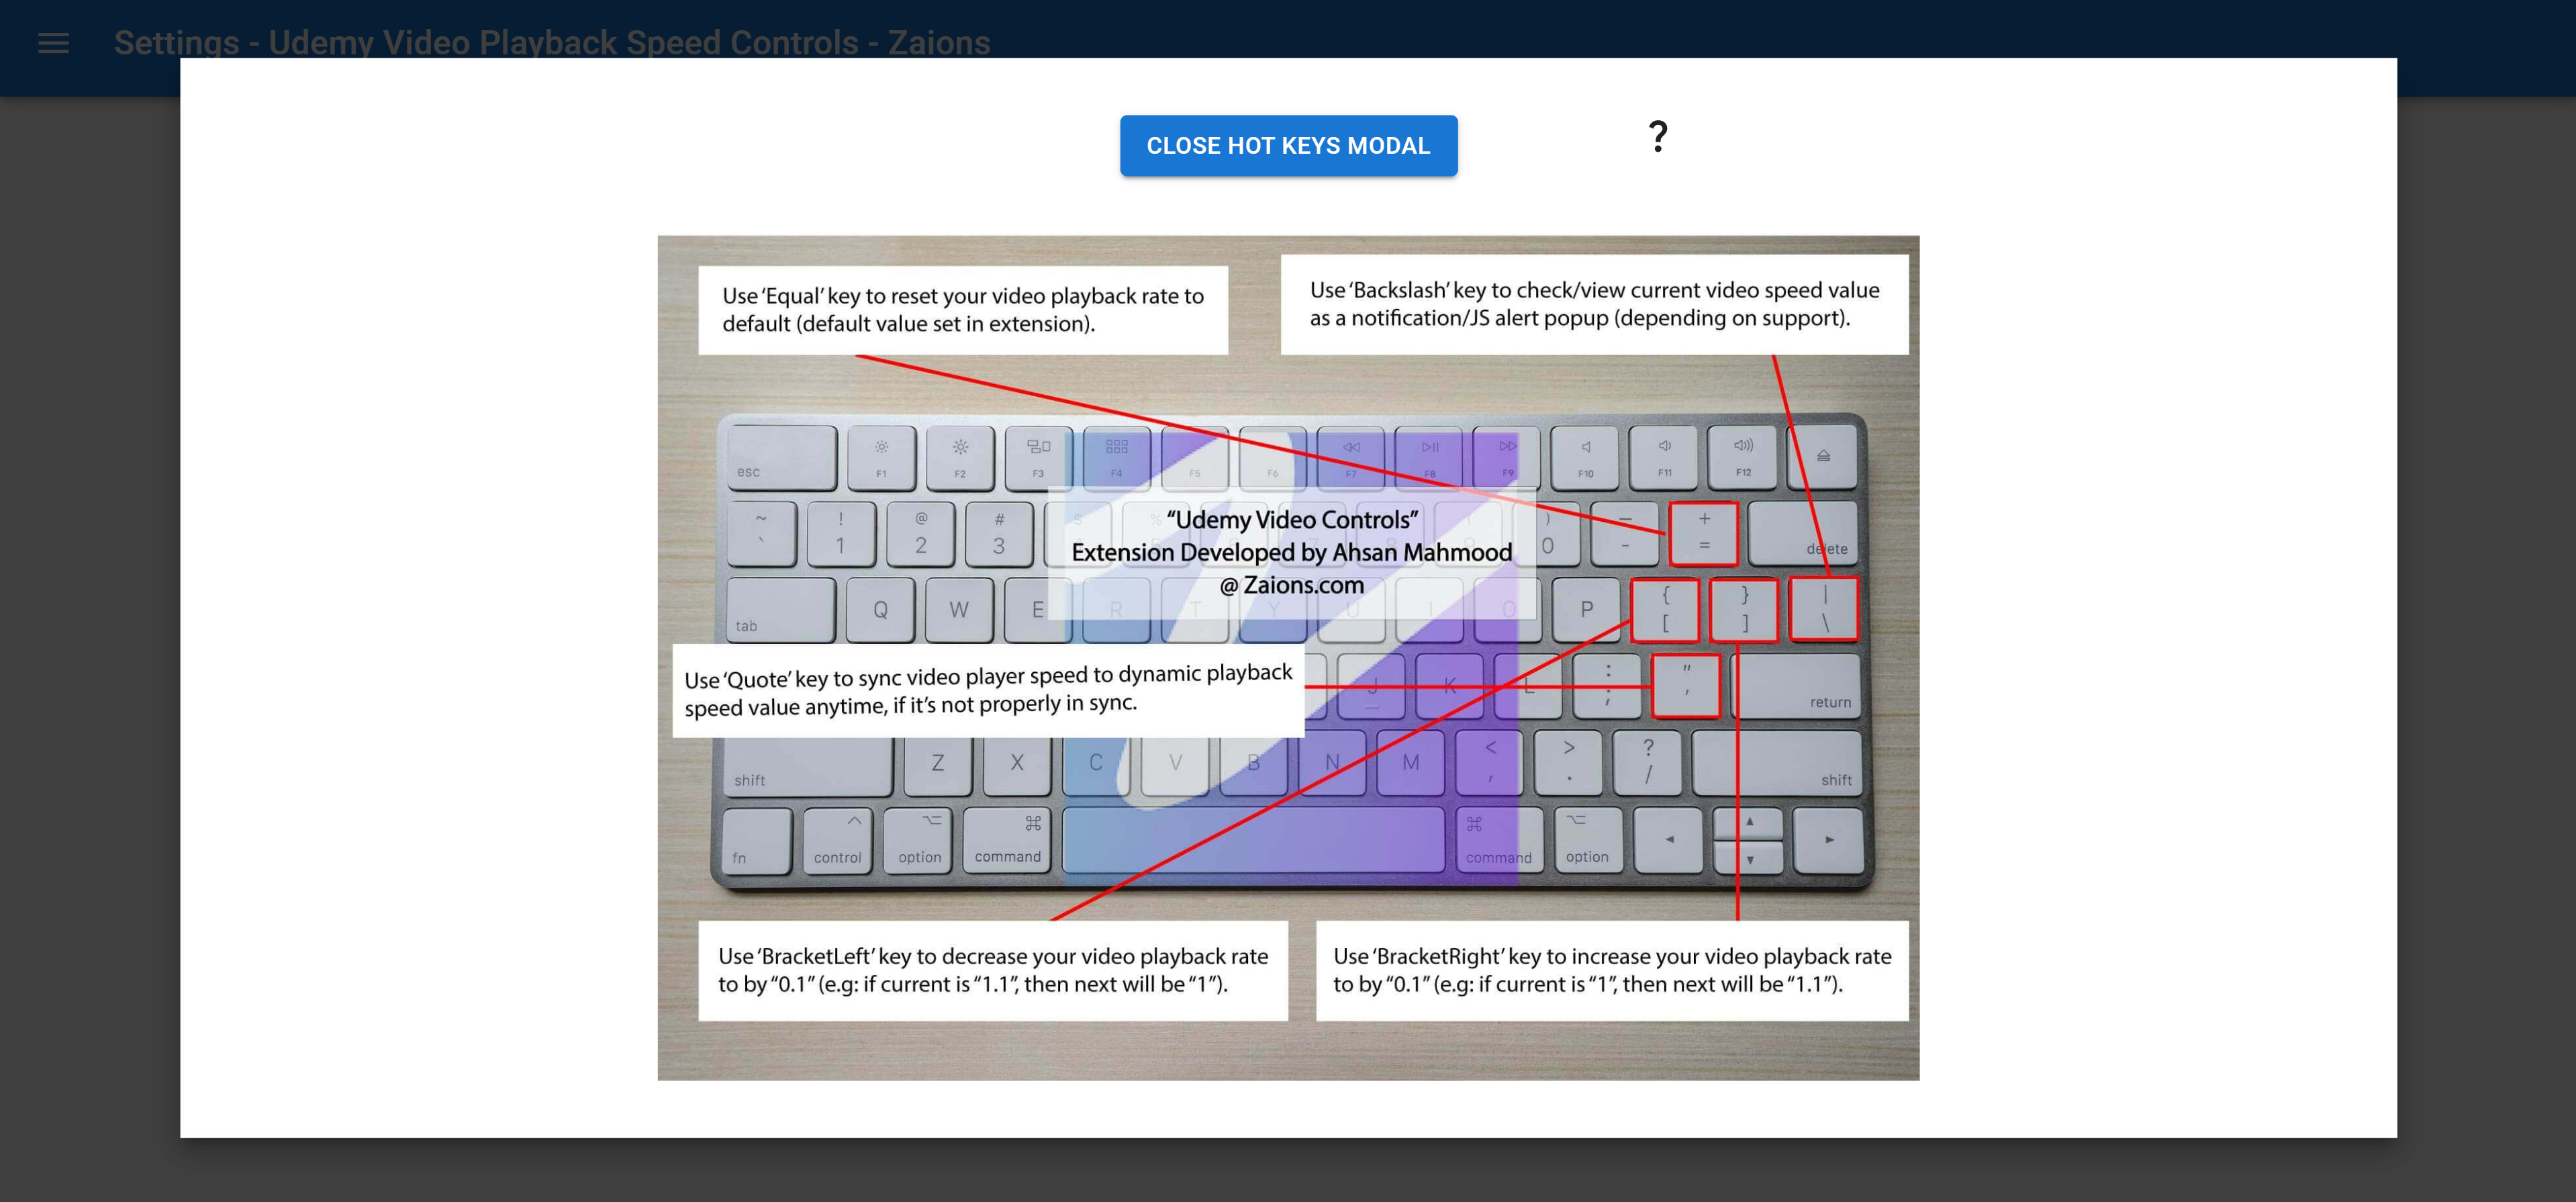 Settings - Udemy Video Playback Speed Controls - Zaions
CLOSE HOT KEYS MODAL
?
Use ‘Equal’ key to reset your video playback rate to
default (default value set in extension).
Use ‘Backslash’ key to check/view current video speed value
as a notification/JS alert popup (depending on support).
esc
F1
F2
F3
F4
F5
F6
F7
F8
F9
F10
F11
F12
~ `
! 1
@ 2
# 3
$
%
) 0
— -
+ =
delete
“Udemy Video Controls”
Extension Developed by Ahsan Mahmood
@ Zaions.com
tab
Q
W
E
R
T
Y
U
I
O
P
{ [
} ]
| \
Use ‘Quote’ key to sync video player speed to dynamic playback
speed value anytime, if it’s not properly in sync.
J
K
L
: ;
" '
return
shift
Z
X
C
V
B
N
M
< ,
> .
? /
shift
fn
control
option
command
command
option
Use ‘BracketLeft’ key to decrease your video playback rate
to by “0.1” (e.g: if current is “1.1”, then next will be “1”).
Use ‘BracketRight’ key to increase your video playback rate
to by “0.1” (e.g: if current is “1”, then next will be “1.1”).